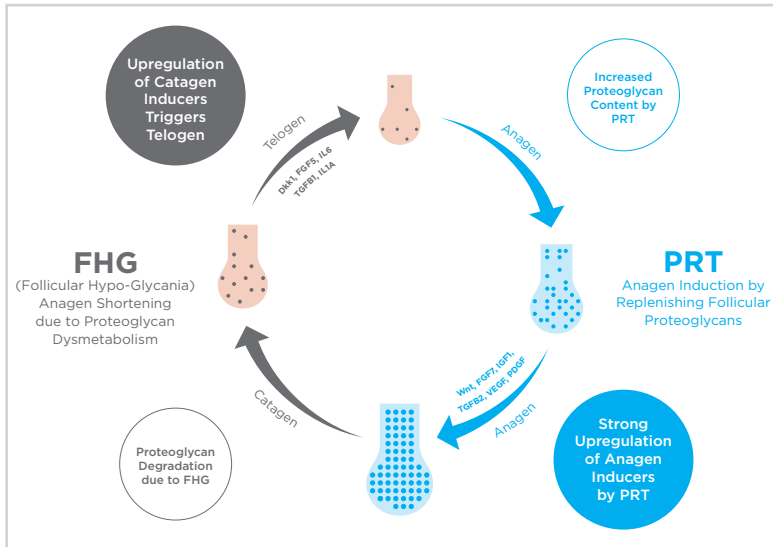 Upregulation
of Catagen
Inducers
Triggers
Telogen
Telogen
Dkk1, FGF5, IL6
TGFB1, IL1A
Anagen
Increased
Proteoglycan
Content by
PRT
FHG
(Follicular Hypo-Glycania)
Anagen Shortening
due to Proteoglycan
Dysmetabolism
PRT
Anagen Induction by
Replenishing Follicular
Proteoglycans
Wnt, FGF7, IGF1,
TGFB2, VEGF, PDGF
Anagen
Catagen
Proteoglycan
Degradation
due to FHG
Strong
Upregulation
of Anagen
Inducers
by PRT